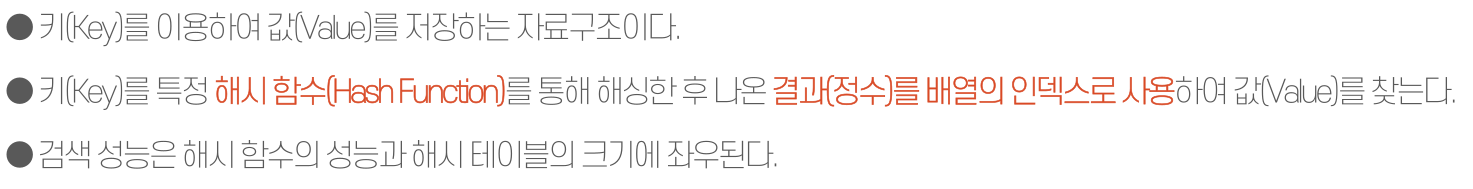 ● 키(Key)를 이용하여 값(Value)를 저장하는 자료구조이다.
● 키(Key)를 특정 해시 함수(Hash Function)를 통해 해싱한 후 나온 결과(정수)를 배열의 인덱스로 사용하여 값(Value)를 찾는다.
● 검색 성능은 해시 함수의 성능과 해시 테이블의 크기에 좌우된다.